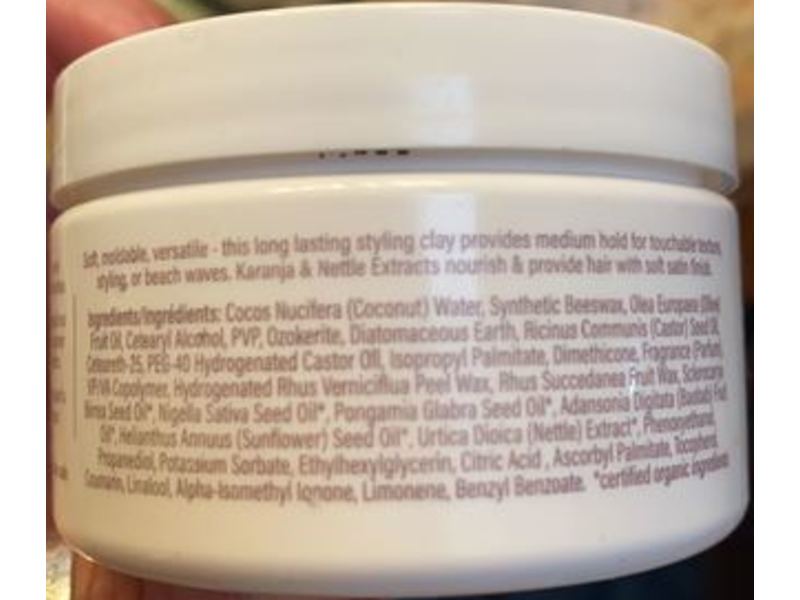 Soft, moldable, versatile - this long lasting styling clay provides medium hold for touchable texture,
styling, or beach waves. Karanja & Nettle Extracts nourish & provide hair with soft satin finish.
Ingredients/Ingrédients: Cocos Nucifera (Coconut) Water, Synthetic Beeswax, Olea Europaea (Olive)
Fruit Oil, Cetearyl Alcohol, PVP, Ozokerite, Diatomaceous Earth, Ricinus Communis (Castor) Seed Oil,
Ceteareth-25, PEG-40 Hydrogenated Castor Oil, Isopropyl Palmitate, Dimethicone, Fragrance (Parfum),
VP/VA Copolymer, Hydrogenated Rhus Verniciflua Peel Wax, Rhus Succedanea Fruit Wax, Sclerocarya
Birrea Seed Oil*, Nigella Sativa Seed Oil*, Pongamia Glabra Seed Oil*, Adansonia Digitata (Baobab) Fruit
Oil*, Helianthus Annuus (Sunflower) Seed Oil*, Urtica Dioica (Nettle) Extract*, Phenoxyethanol,
Propanediol, Potassium Sorbate, Ethylhexylglycerin, Citric Acid , Ascorbyl Palmitate, Tocopherol,
Coumarin, Linalool, Alpha-Isomethyl Ionone, Limonene, Benzyl Benzoate. *certified organic ingredients